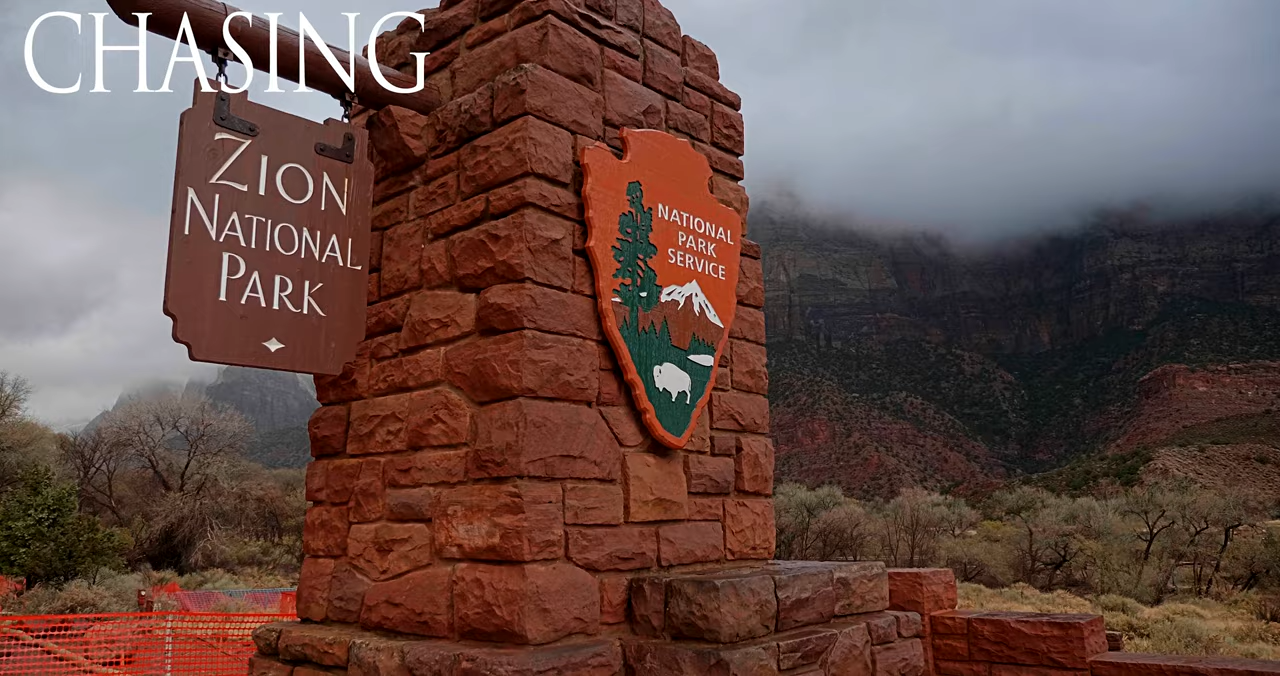 CHASING
ZION
NATIONAL
PARK
NATIONAL
PARK
SERVICE